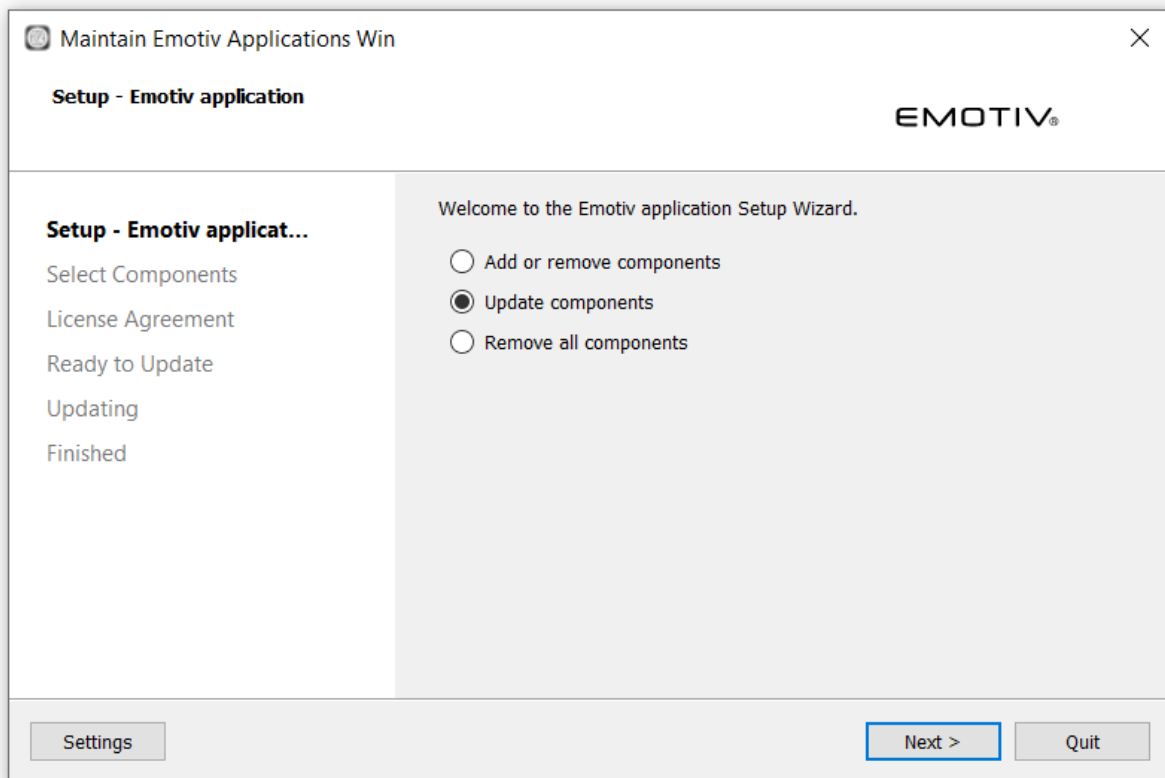 Maintain Emotiv Applications Win
Setup - Emotiv application
EMOTIV®
Setup - Emotiv applicat...
Select Components
License Agreement
Ready to Update
Updating
Finished
Welcome to the Emotiv application Setup Wizard.
Add or remove components
Update components
Remove all components
Settings
Next >
Quit